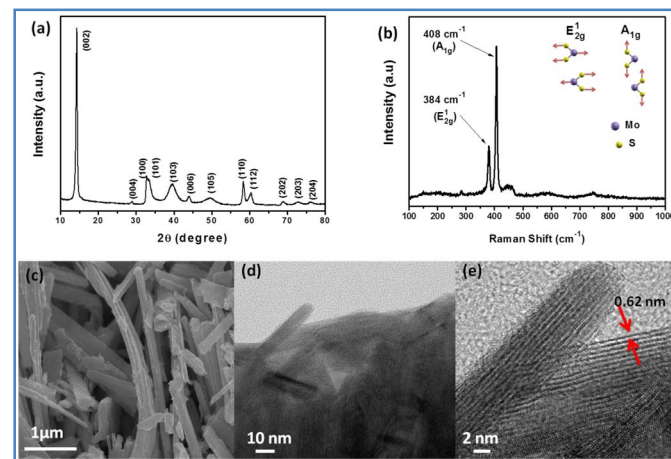 (a)
(002)
(004)
(100)
(101)
(103)
(006)
(105)
(110)
(112)
(202)
(203)
(204)
Intensity (a.u)
10 20 30 40 50 60 70 80
2θ (degree)
(b)
408 cm⁻¹
(A₁g)
384 cm⁻¹
(E¹₂g)
E¹₂g
A₁g
Mo
S
Intensity (a.u.)
100 200 300 400 500 600 700 800 900 1000
Raman Shift (cm⁻¹)
(c)
1μm
(d)
10 nm
(e)
0.62 nm
2 nm